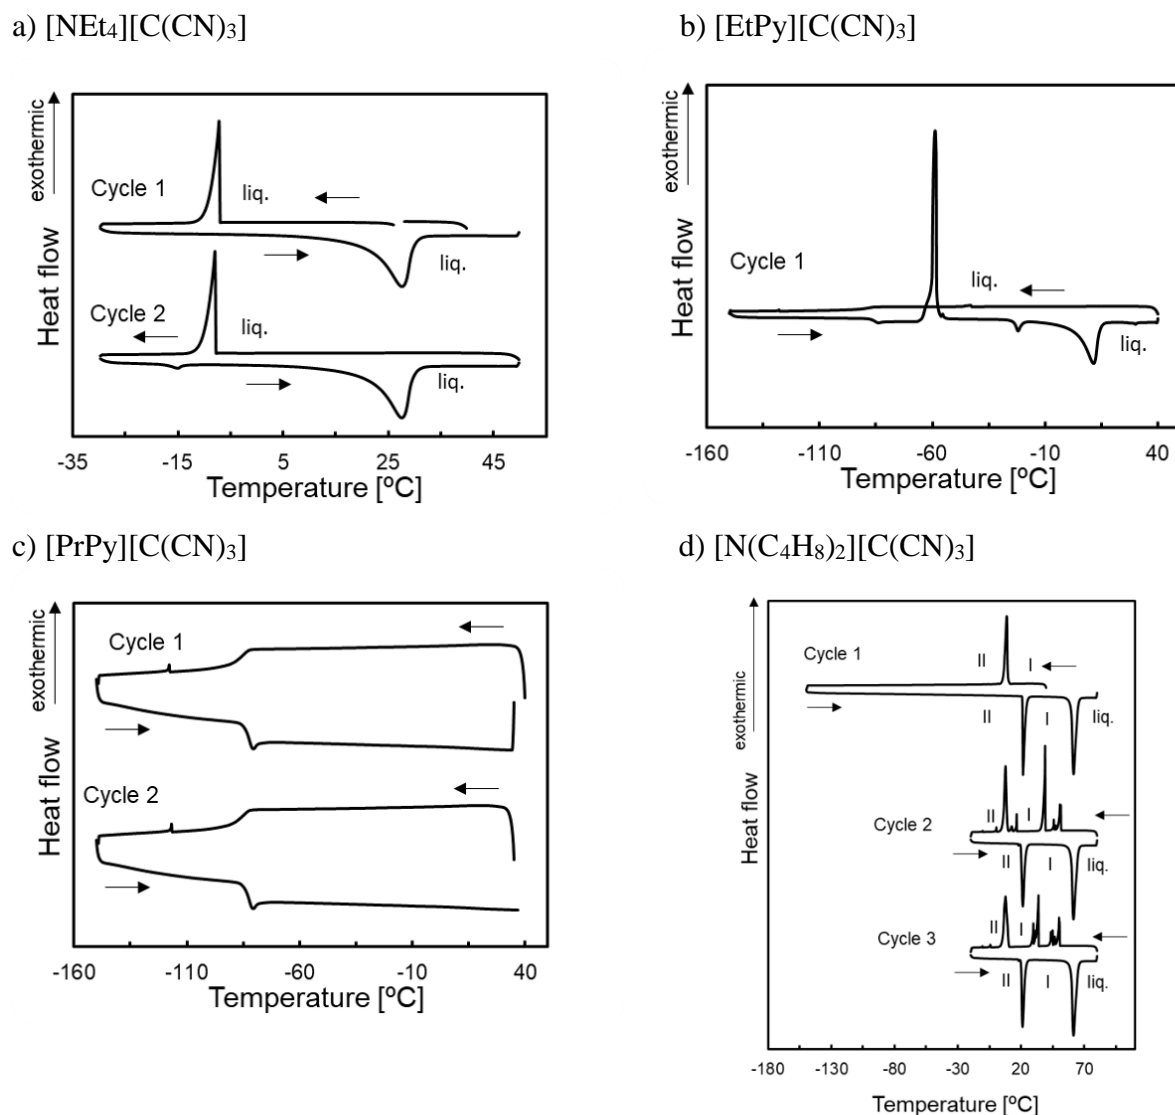 a) [NEt₄][C(CN)₃]
exothermic
Heat flow
Cycle 1
liq.
liq.
Cycle 2
liq.
liq.
-35 -15 5 25 45
Temperature [ºC]
b) [EtPy][C(CN)₃]
exothermic
Heat flow
Cycle 1
liq.
liq.
-160 -110 -60 -10 40
Temperature [ºC]
c) [PrPy][C(CN)₃]
exothermic
Heat flow
Cycle 1
Cycle 2
-160 -110 -60 -10 40
Temperature [ºC]
d) [N(C₄H₈)₂][C(CN)₃]
exothermic
Heat flow
Cycle 1
II I
II I liq.
Cycle 2
II I
II I liq.
Cycle 3
II I
II I liq.
-180 -130 -80 -30 20 70
Temperature [ºC]